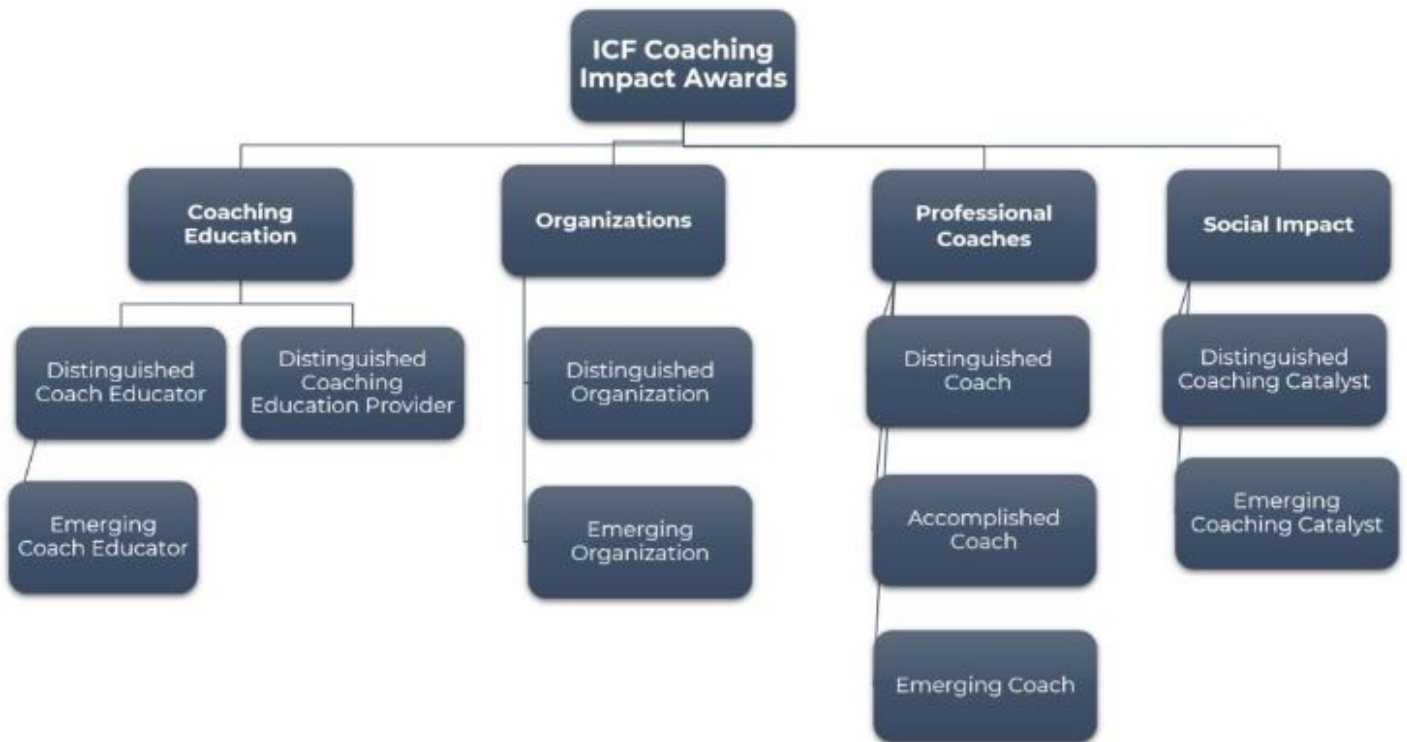 ICF Coaching
Impact Awards
Coaching
Education
Organizations
Professional
Coaches
Social Impact
Distinguished
Coach Educator
Distinguished
Coaching
Education Provider
Distinguished
Organization
Distinguished
Coach
Distinguished
Coaching Catalyst
Emerging
Coach Educator
Emerging
Organization
Accomplished
Coach
Emerging
Coaching Catalyst
Emerging Coach